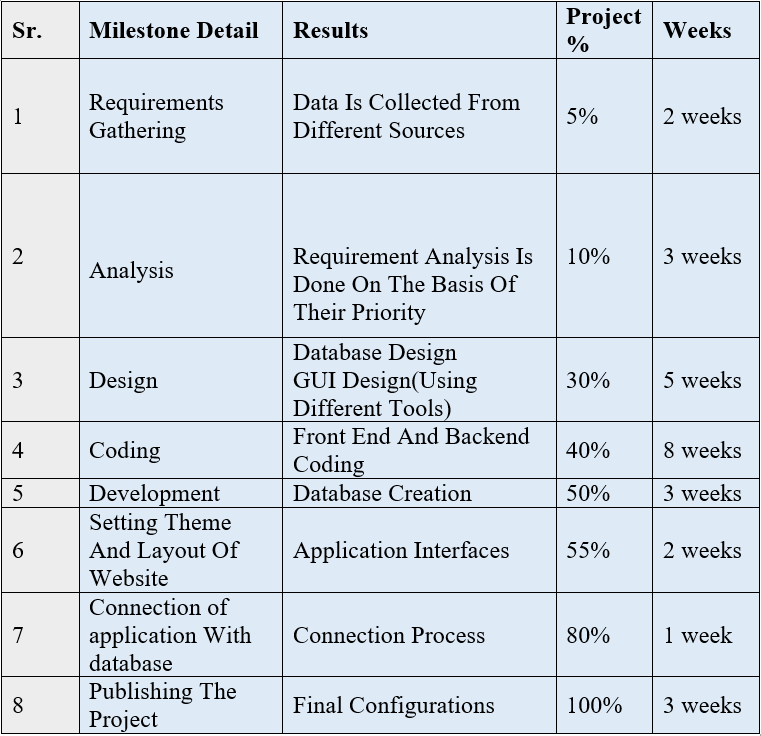 Sr. Milestone Detail Results Project %
Weeks
1 Requirements Gathering Data Is Collected From Different Sources 5% 2 weeks
2 Analysis Requirement Analysis Is Done On The Basis Of Their Priority 10% 3 weeks
3 Design Database Design GUI Design(Using Different Tools) 30% 5 weeks
4 Coding Front End And Backend Coding 40% 8 weeks
5 Development Database Creation 50% 3 weeks
6 Setting Theme And Layout Of Website Application Interfaces 55% 2 weeks
7 Connection of application With database Connection Process 80% 1 week
8 Publishing The Project Final Configurations 100% 3 weeks